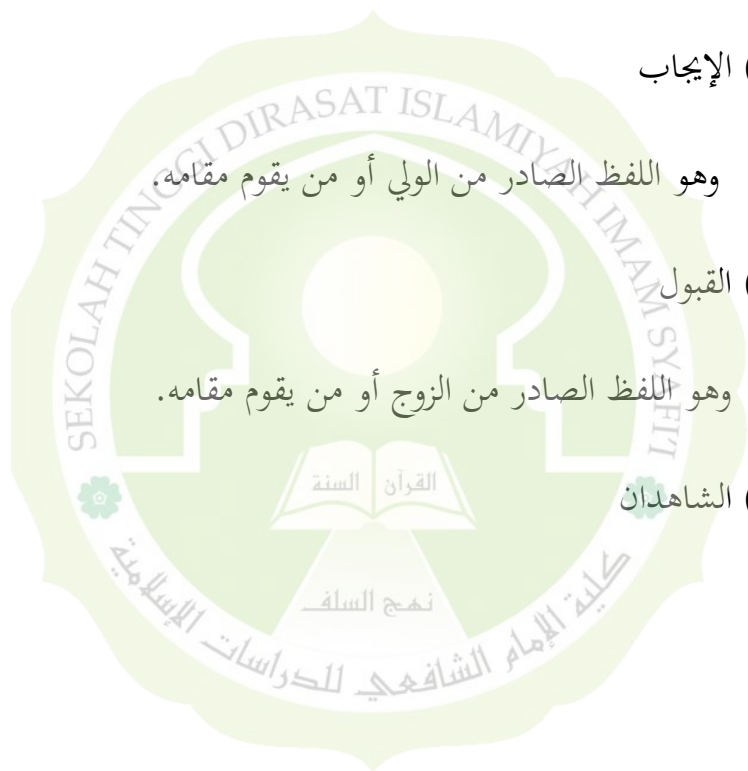 ) الإيجاب
وهو اللفظ الصادر من الولي أو من يقوم مقامه.
) القبول
وهو اللفظ الصادر من الزوج أو من يقوم مقامه.
) الشاهدان
SEKOLAH TINGGI DIRASAT ISLAMIYAH IMAM SYAFI'I
القرآن السنة
نهج السلف
كلية الإمام الشافعي للدراسات الإسلامية